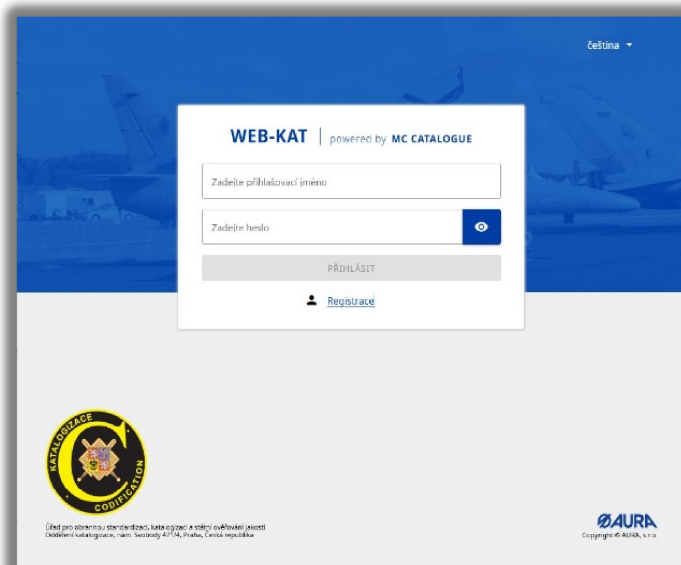 čeština
WEB-KAT | powered by MC CATALOGUE
Zadejte přihlašovací jméno
Zadejte heslo
PŘIHLÁSIT
Registrace
KATALOGIZACE
C
CODIFICATION
Úřad pro obrannou standardizaci, katalogizaci a státní ověřování jakosti
Oddělení katalogizace, nám. Svobody 471/4, Praha, Česká republika
AURA
Copyright © AURA, s.r.o.